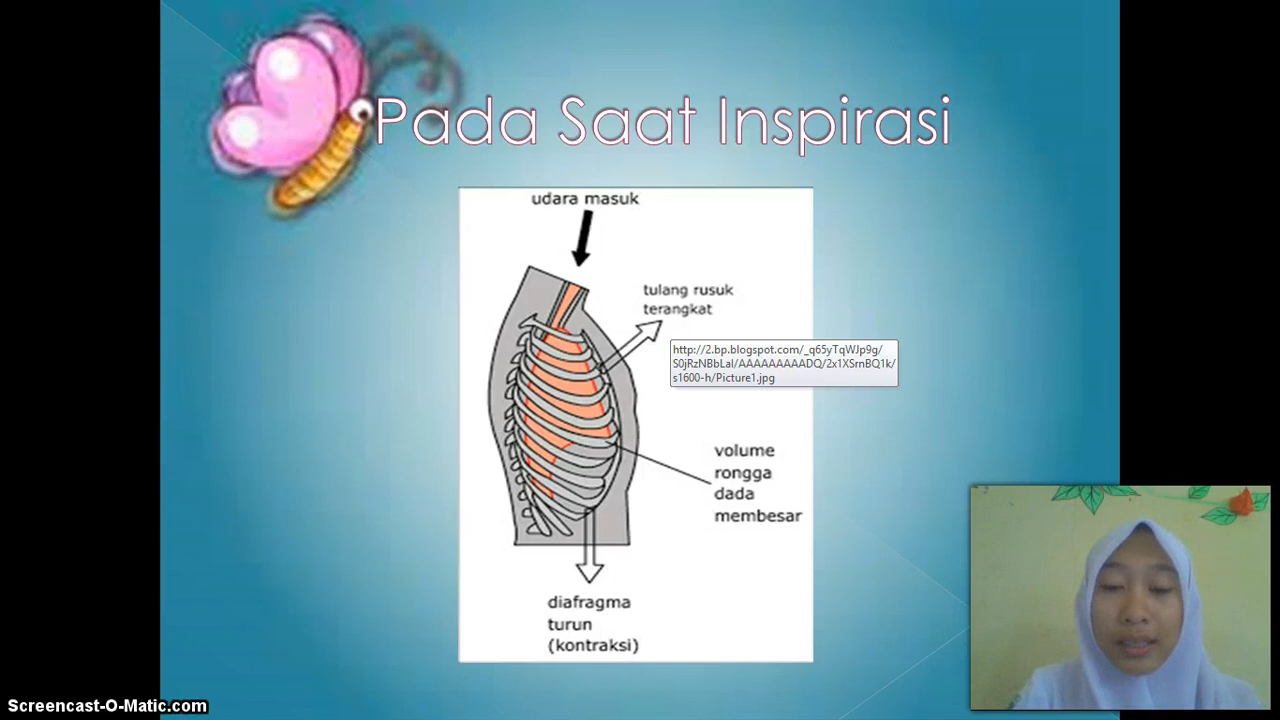 Pada Saat Inspirasi
udara masuk
tulang rusuk
terangkat
http://2.bp.blogspot.com/_q65yTqWJp9g/
S0jRzNBbLaI/AAAAAAAAADQ/2x1XSrnBQ1k/
s1600-h/Picture1.jpg
volume
rongga
dada
membesar
diafragma
turun
(kontraksi)
Screencast-O-Matic.com